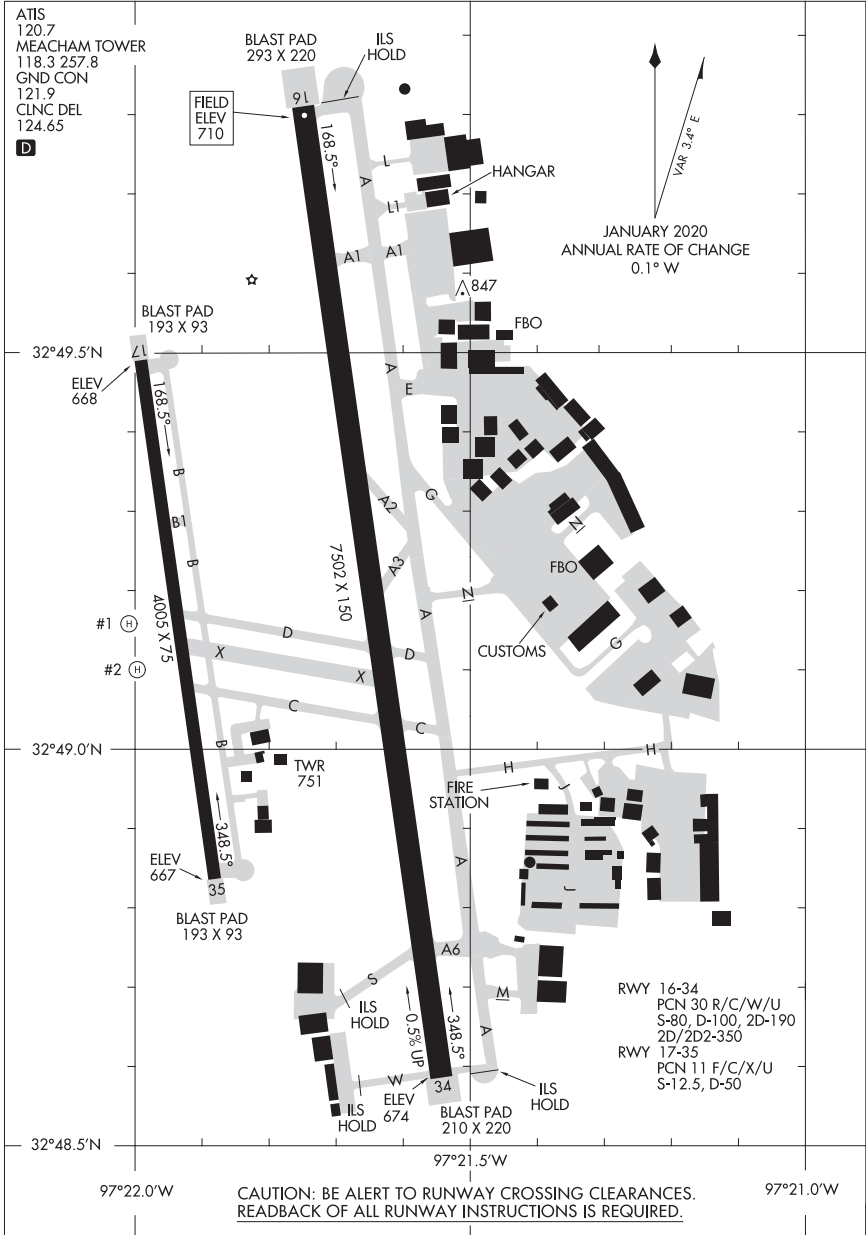 ATIS
120.7
MEACHAM TOWER
118.3 257.8
GND CON
121.9
CLNC DEL
124.65
D
BLAST PAD
293 X 220
ILS
HOLD
16
FIELD
ELEV
710
168.5°
L
A
HANGAR
L1
A1
A1
VAR 3.4° E
JANUARY 2020
ANNUAL RATE OF CHANGE
0.1° W
847
FBO
BLAST PAD
193 X 93
17
32°49.5'N
ELEV
668
168.5°
A
E
B
G
A2
B1
B
7502 X 150
A3
N
FBO
A
N
4005 X 75
#1 H
D
CUSTOMS
G
X
D
#2 H
X
C
C
B
32°49.0'N
TWR
751
H
H
FIRE
STATION
J
348.5°
A
ELEV
667
J
35
BLAST PAD
193 X 93
A6
S
ILS
HOLD
M
0.5% UP
348.5°
A
RWY 16-34
PCN 30 R/C/W/U
S-80, D-100, 2D-190
2D/2D2-350
RWY 17-35
PCN 11 F/C/X/U
S-12.5, D-50
W
34
ILS
HOLD
ELEV
674
ILS
HOLD
BLAST PAD
210 X 220
32°48.5'N
97°21.5'W
97°22.0'W
97°21.0'W
CAUTION: BE ALERT TO RUNWAY CROSSING CLEARANCES.
READBACK OF ALL RUNWAY INSTRUCTIONS IS REQUIRED.